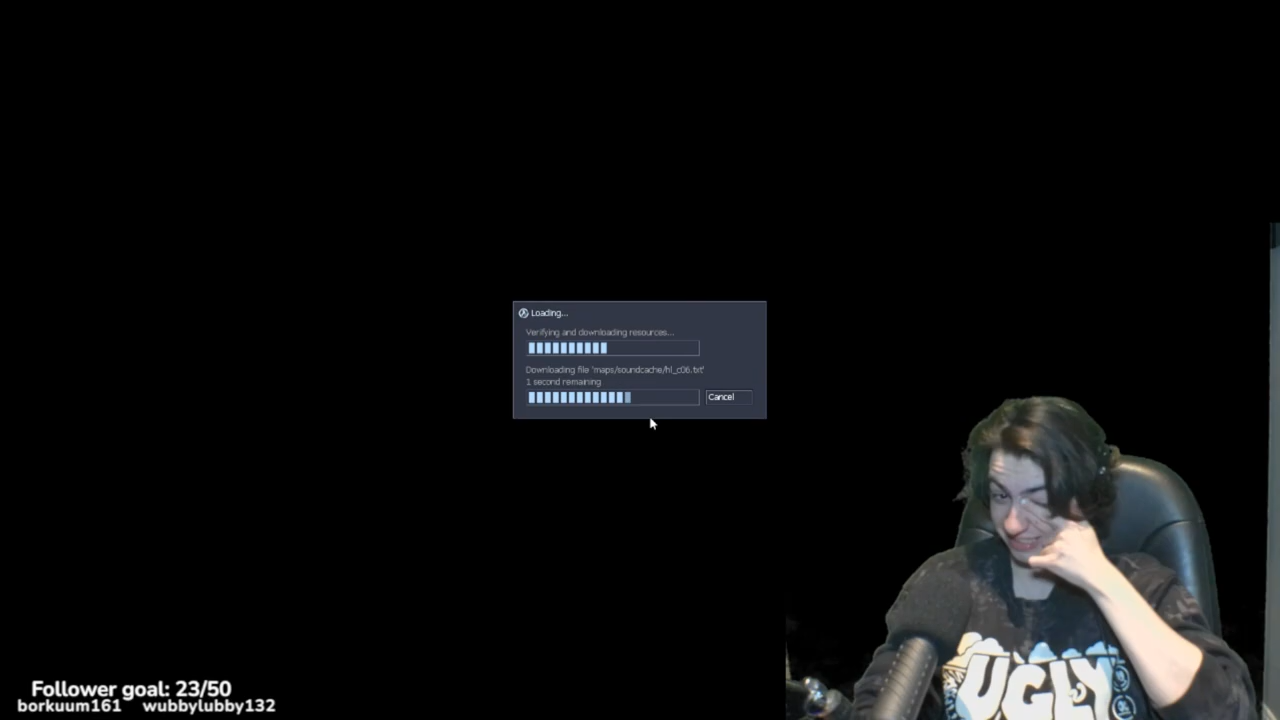 Loading...
Verifying and downloading resources...
Downloading file 'maps/soundcache/hl_c06.txt'
1 second remaining
Cancel
UGLY
Follower goal: 23/50
borkuum161 wubbylubby132